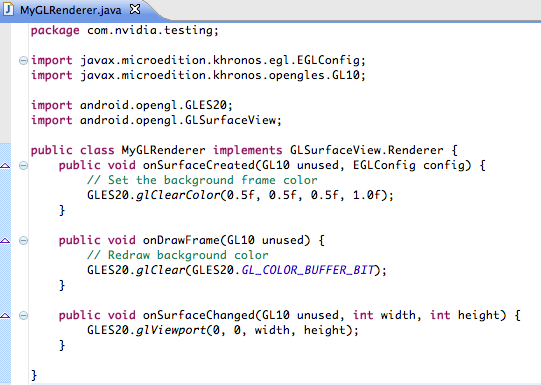 MyGLRenderer.java
package com.nvidia.testing;
import javax.microedition.khronos.egl.EGLConfig;
import javax.microedition.khronos.opengles.GL10;
import android.opengl.GLES20;
import android.opengl.GLSurfaceView;
public class MyGLRenderer implements GLSurfaceView.Renderer {
public void onSurfaceCreated(GL10 unused, EGLConfig config) {
// Set the background frame color
GLES20.glClearColor(0.5f, 0.5f, 0.5f, 1.0f);
}
public void onDrawFrame(GL10 unused) {
// Redraw background color
GLES20.glClear(GLES20.GL_COLOR_BUFFER_BIT);
}
public void onSurfaceChanged(GL10 unused, int width, int height) {
GLES20.glViewport(0, 0, width, height);
}
}